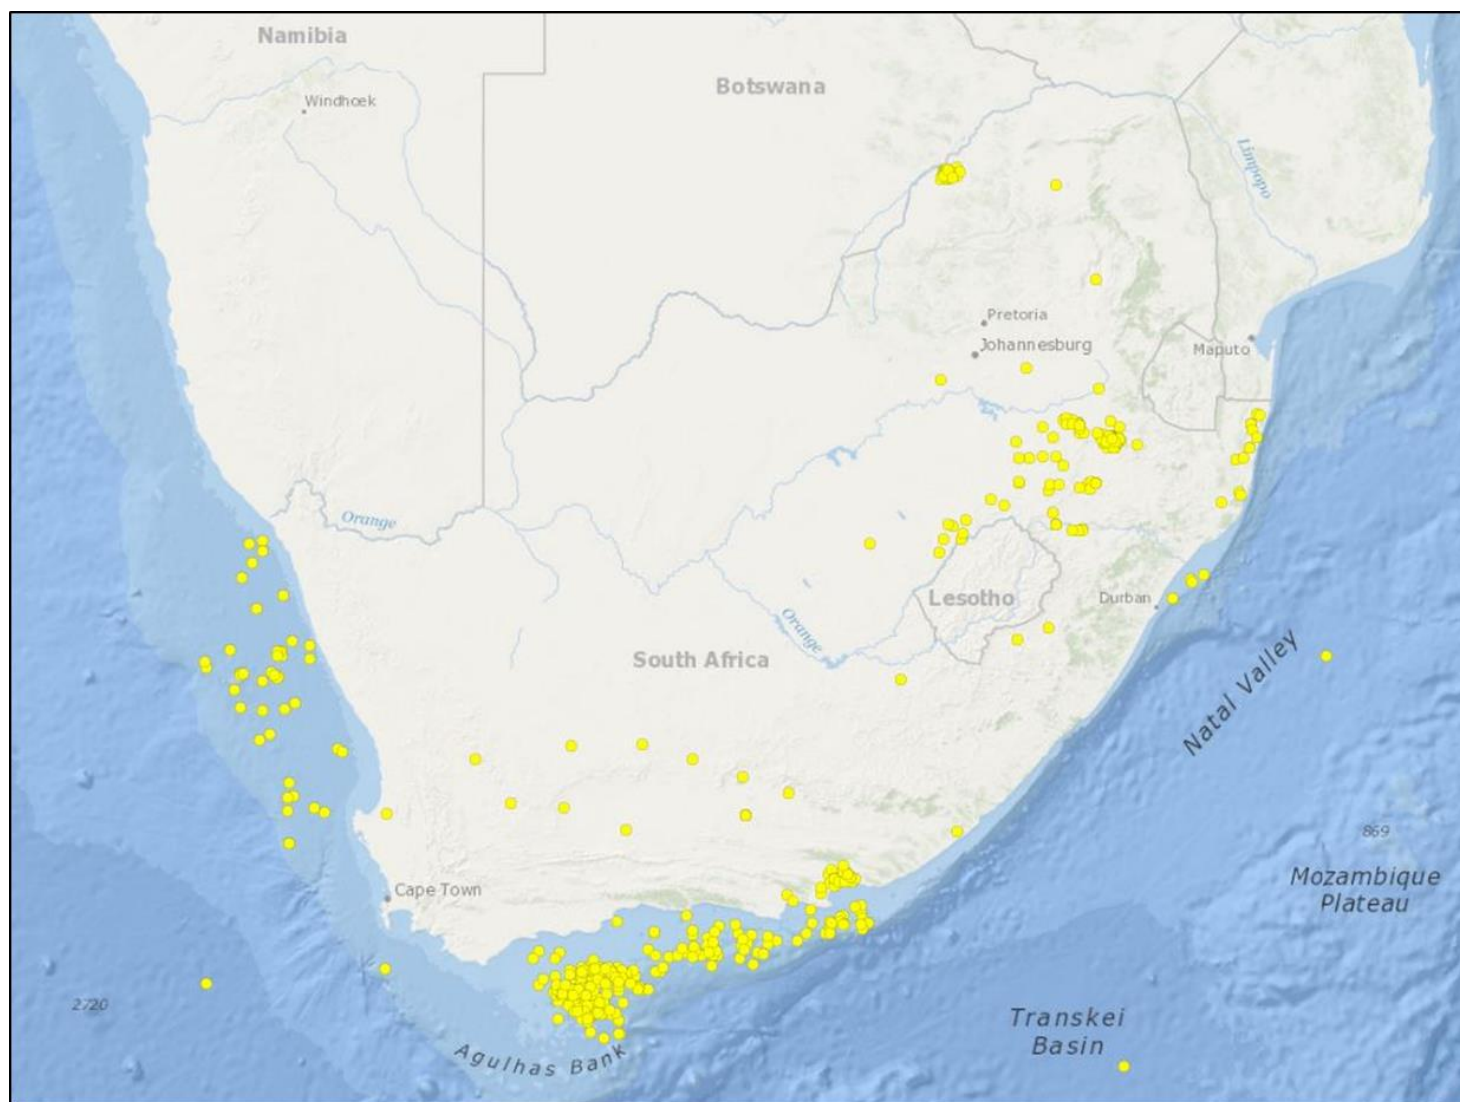 Namibia
Windhoek
Botswana
Limpopo
Pretoria
Johannesburg
Maputo
Orange
Lesotho
Durban
Orange
South Africa
Natal Valley
869
Mozambique
Plateau
Cape Town
2720
Transkei
Basin
Agulhas Bank